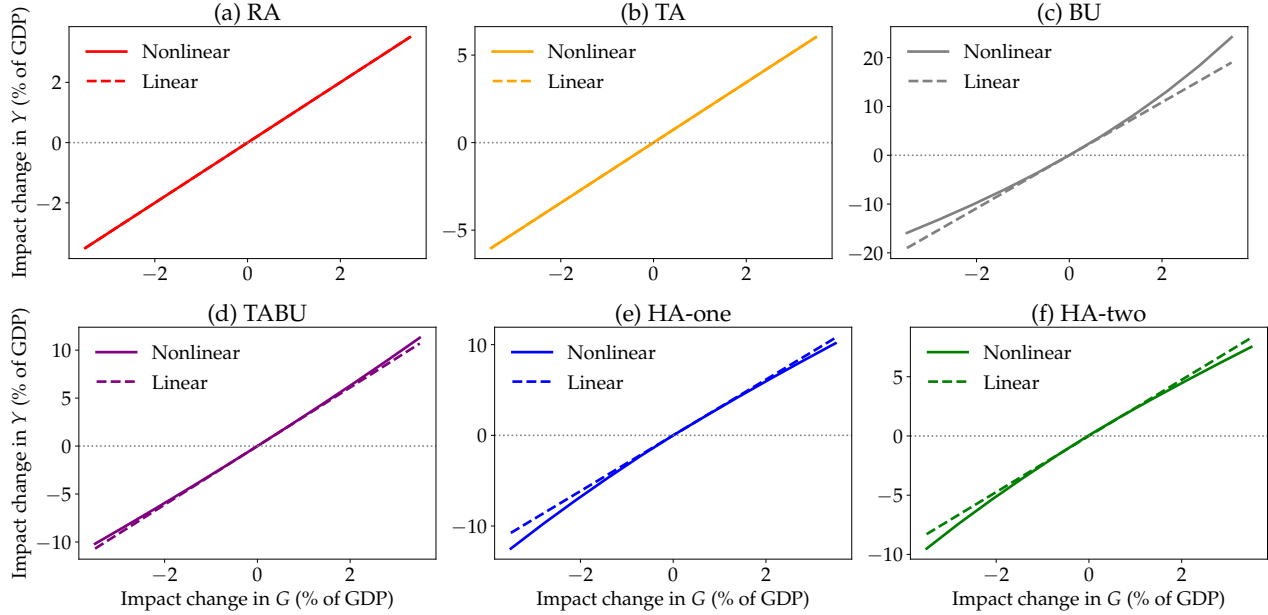 (a) RA
(b) TA
(c) BU
Impact change in Y (% of GDP)
Nonlinear
Linear
2
0
−2
−2
0
2
Nonlinear
Linear
5
0
−5
−2
0
2
Nonlinear
Linear
20
10
0
−10
−20
−2
0
2
(d) TABU
(e) HA-one
(f) HA-two
Impact change in Y (% of GDP)
Nonlinear
Linear
10
5
0
−5
−10
−2
0
2
Impact change in G (% of GDP)
Nonlinear
Linear
10
0
−10
−2
0
2
Impact change in G (% of GDP)
Nonlinear
Linear
5
0
−5
−10
−2
0
2
Impact change in G (% of GDP)